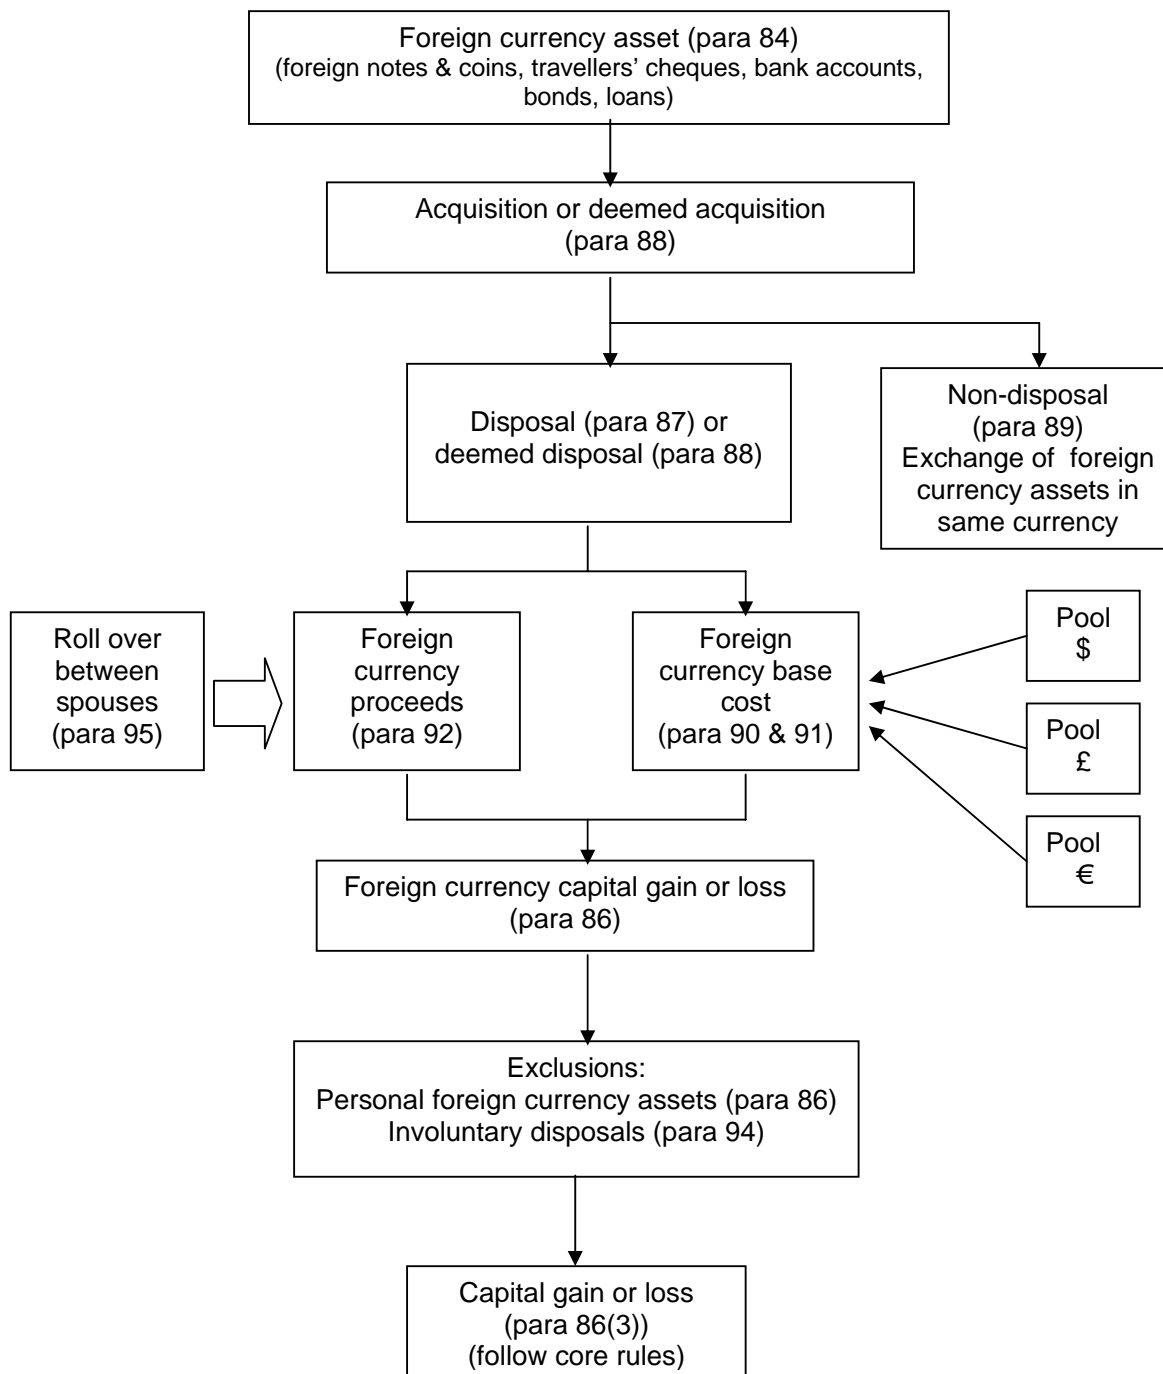 Foreign currency asset (para 84)
(foreign notes & coins, travellers’ cheques, bank accounts,
bonds, loans)
Acquisition or deemed acquisition
(para 88)
Disposal (para 87) or
deemed disposal (para 88)
Non-disposal
(para 89)
Exchange of foreign
currency assets in
same currency
Roll over
between
spouses
(para 95)
Foreign
currency
proceeds
(para 92)
Foreign
currency base
cost
(para 90 & 91)
Pool
$
Pool
£
Pool
€
Foreign currency capital gain or loss
(para 86)
Exclusions:
Personal foreign currency assets (para 86)
Involuntary disposals (para 94)
Capital gain or loss
(para 86(3))
(follow core rules)